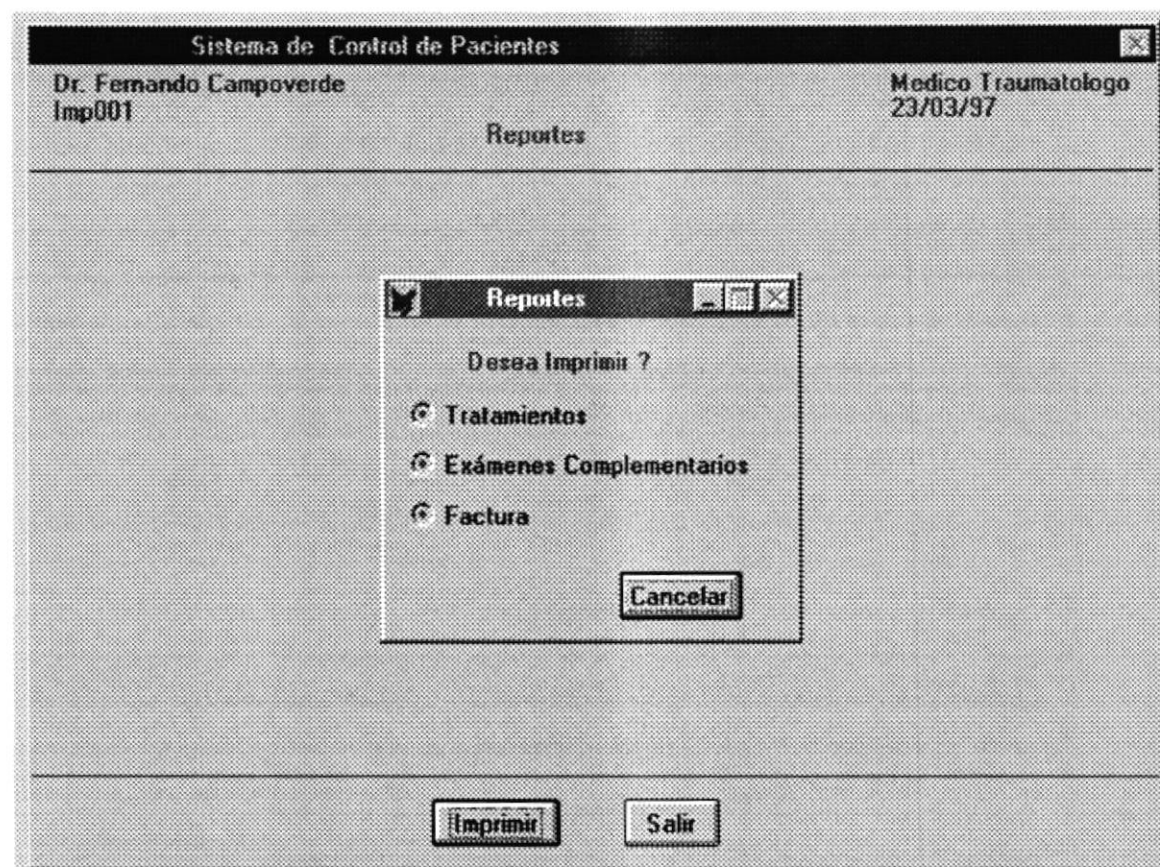 Sistema de Control de Pacientes
Dr. Fernando Campoverde
Medico Traumatologo
Imp001
23/03/97
Reportes
Reportes
Desea Imprimir ?
Tratamientos
Exámenes Complementarios
Factura
Cancelar
Imprimir
Salir